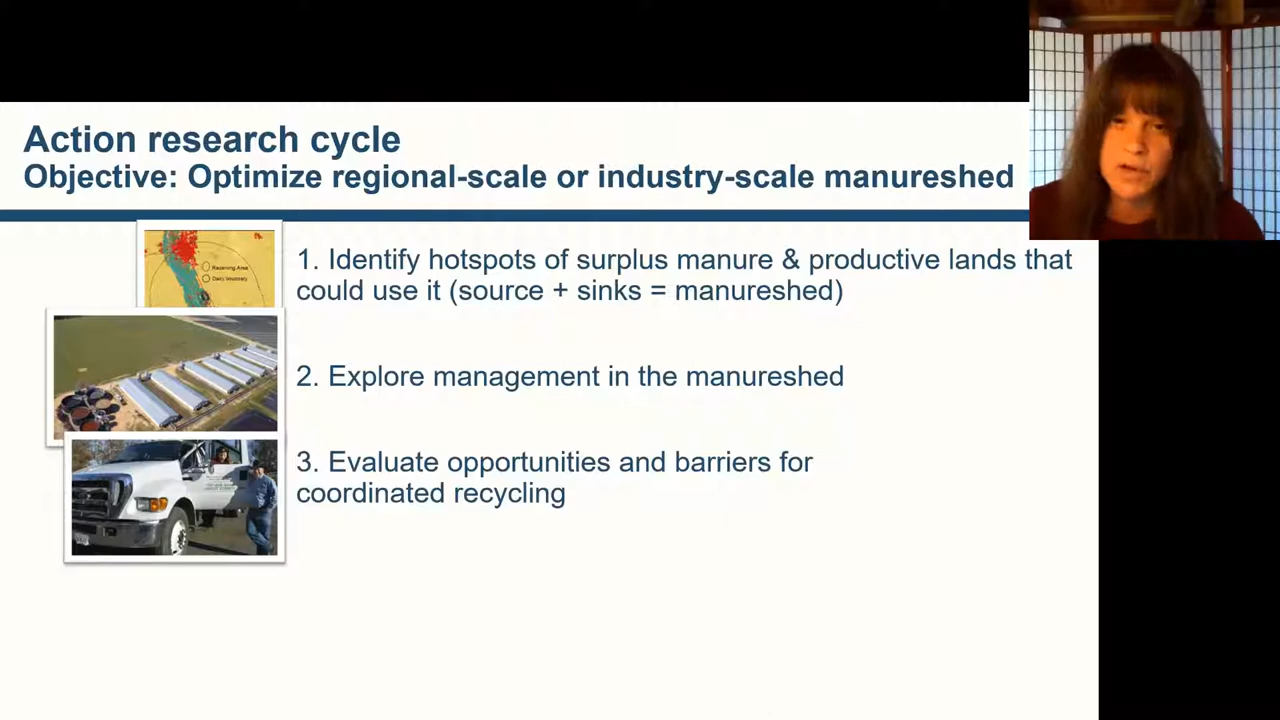 Action research cycle
Objective: Optimize regional-scale or industry-scale manureshed
1. Identify hotspots of surplus manure & productive lands that
could use it (source + sinks = manureshed)
Receiving Area
2. Explore management in the manureshed
3. Evaluate opportunities and barriers for
coordinated recycling